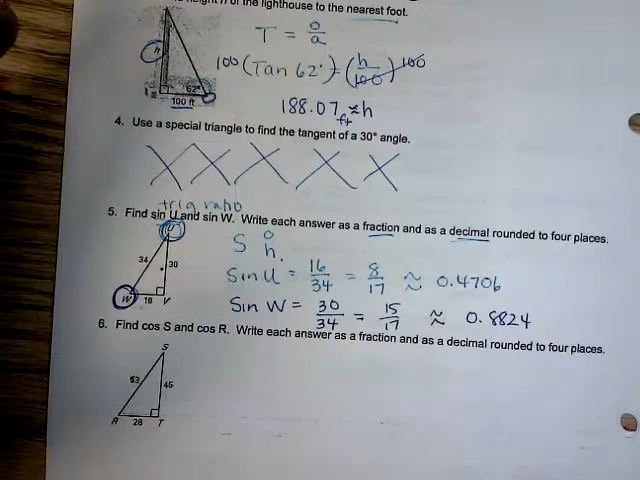 of the lighthouse to the nearest foot.
T = o/a
100 (Tan 62° = (h/100) 100
h
62°
100 ft
188.07 ft ≈ h
4. Use a special triangle to find the tangent of a 30° angle.
trig ratio
5. Find sin U and sin W. Write each answer as a fraction and as a decimal rounded to four places.
U
S o/h.
34
30
Sin U = 16/34 = 8/17 ≈ 0.4706
W
16
V
Sin W = 30/34 = 15/17 ≈ 0.8824
6. Find cos S and cos R. Write each answer as a fraction and as a decimal rounded to four places.
S
53
45
R
28
T